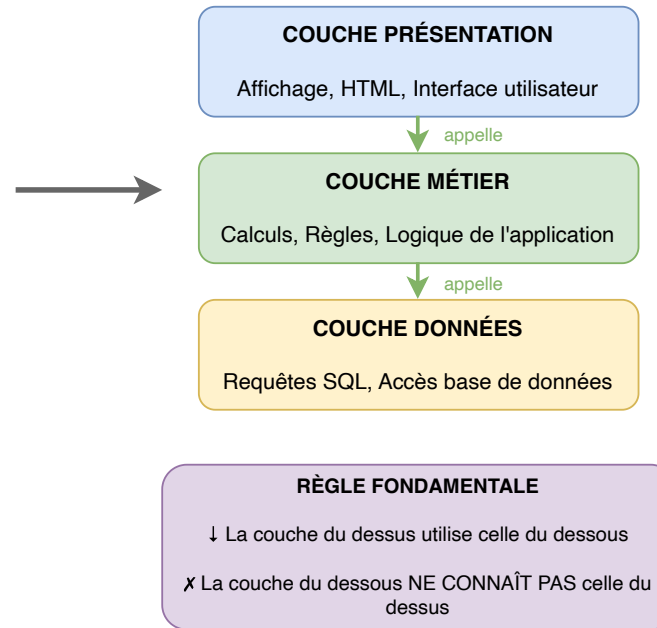 COUCHE PRÉSENTATION
Affichage, HTML, Interface utilisateur
appelle
COUCHE MÉTIER
Calculs, Règles, Logique de l'application
appelle
COUCHE DONNÉES
Requêtes SQL, Accès base de données
RÈGLE FONDAMENTALE
↓ La couche du dessus utilise celle du dessous
✗ La couche du dessous NE CONNAÎT PAS celle du
dessus